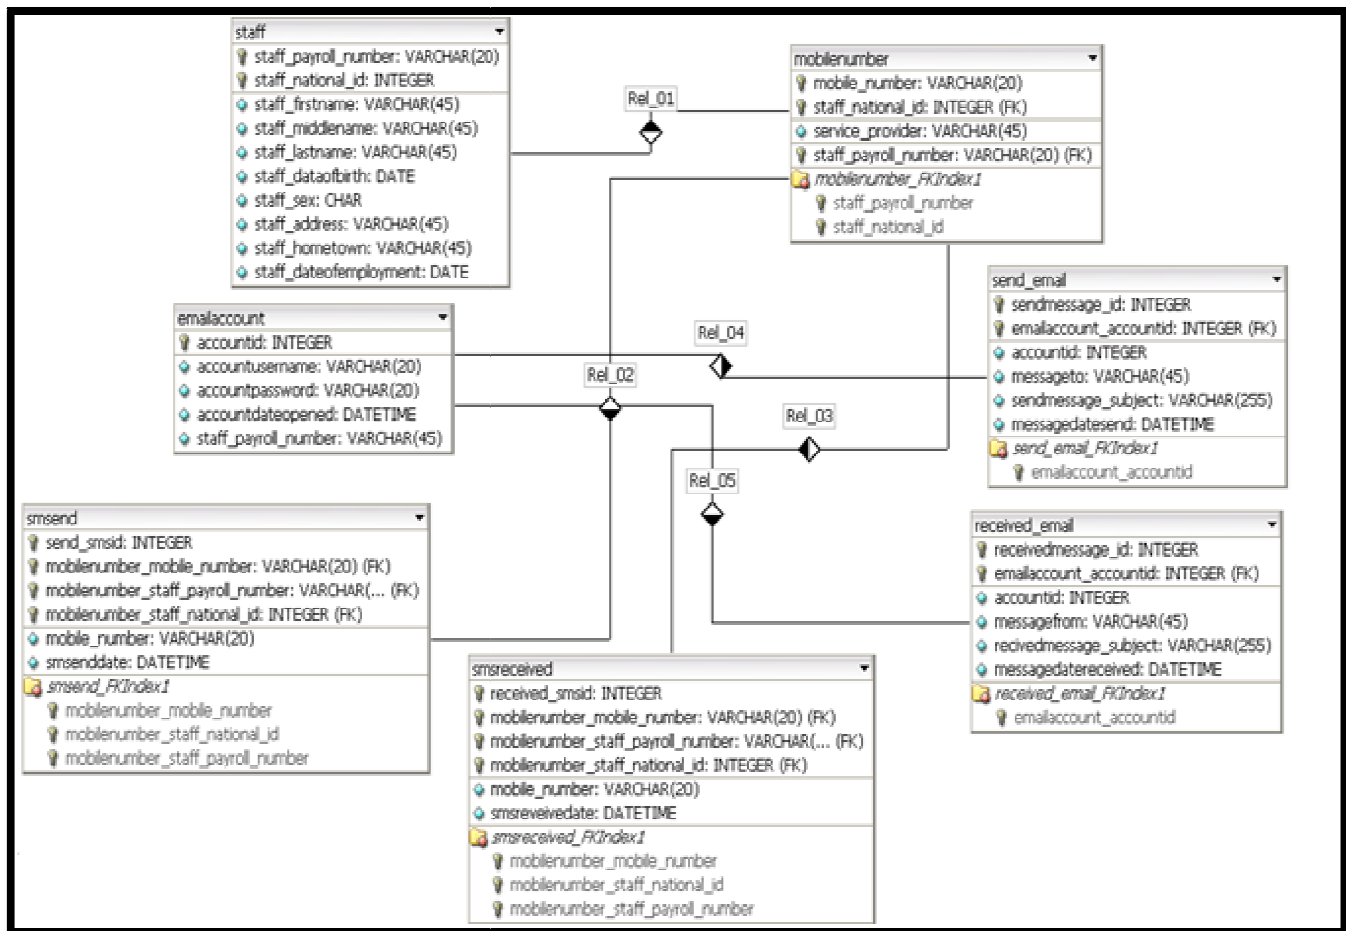 staff
staff_payroll_number: VARCHAR(20)
staff_national_id: INTEGER
staff_firstname: VARCHAR(45)
staff_middlename: VARCHAR(45)
staff_lastname: VARCHAR(45)
staff_dataofbirth: DATE
staff_sex: CHAR
staff_address: VARCHAR(45)
staff_hometown: VARCHAR(45)
staff_dateofemployment: DATE
Rel_01
mobilenumber
mobile_number: VARCHAR(20)
staff_national_id: INTEGER (FK)
service_provider: VARCHAR(45)
staff_payroll_number: VARCHAR(20) (FK)
mobilenumber_FKIndex1
staff_payroll_number
staff_national_id
emailaccount
accountid: INTEGER
accountusername: VARCHAR(20)
accountpassword: VARCHAR(20)
accountdateopened: DATETIME
staff_payroll_number: VARCHAR(45)
Rel_04
Rel_02
Rel_03
Rel_05
send_email
sendmessage_id: INTEGER
emailaccount_accountid: INTEGER (FK)
accountid: INTEGER
messageto: VARCHAR(45)
sendmessage_subject: VARCHAR(255)
messagedatesend: DATETIME
send_email_FKIndex1
emailaccount_accountid
smsend
send_smsid: INTEGER
mobilenumber_mobile_number: VARCHAR(20) (FK)
mobilenumber_staff_payroll_number: VARCHAR(... (FK)
mobilenumber_staff_national_id: INTEGER (FK)
mobile_number: VARCHAR(20)
smsenddate: DATETIME
smsend_FKIndex1
mobilenumber_mobile_number
mobilenumber_staff_national_id
mobilenumber_staff_payroll_number
smsreceived
received_smsid: INTEGER
mobilenumber_mobile_number: VARCHAR(20) (FK)
mobilenumber_staff_payroll_number: VARCHAR(... (FK)
mobilenumber_staff_national_id: INTEGER (FK)
mobile_number: VARCHAR(20)
smsreveivedate: DATETIME
smsreceived_FKIndex1
mobilenumber_mobile_number
mobilenumber_staff_national_id
mobilenumber_staff_payroll_number
received_email
receivedmessage_id: INTEGER
emailaccount_accountid: INTEGER (FK)
accountid: INTEGER
messagefrom: VARCHAR(45)
recivedmessage_subject: VARCHAR(255)
messagedatereceived: DATETIME
received_email_FKIndex1
emailaccount_accountid